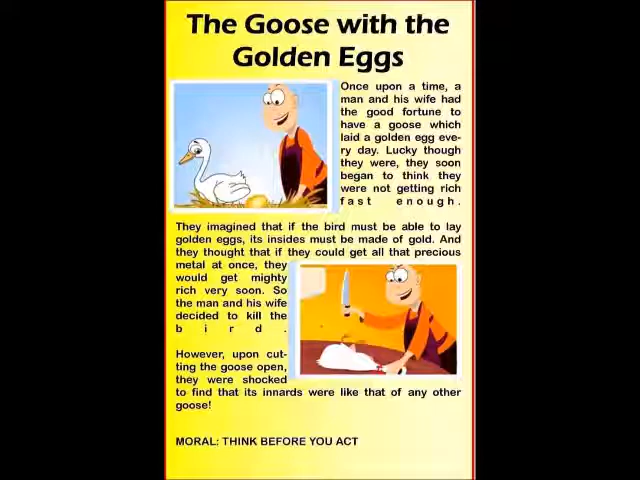 The Goose with the
Golden Eggs
Once upon a time, a
man and his wife had
the good fortune to
have a goose which
laid a golden egg eve-
ry day. Lucky though
they were, they soon
began to think they
were not getting rich
fast enough.
They imagined that if the bird must be able to lay
golden eggs, its insides must be made of gold. And
they thought that if they could get all that precious
metal at once, they
would get mighty
rich very soon. So
the man and his wife
decided to kill the
bird.
However, upon cut-
ting the goose open,
they were shocked
to find that its innards were like that of any other
goose!
MORAL: THINK BEFORE YOU ACT